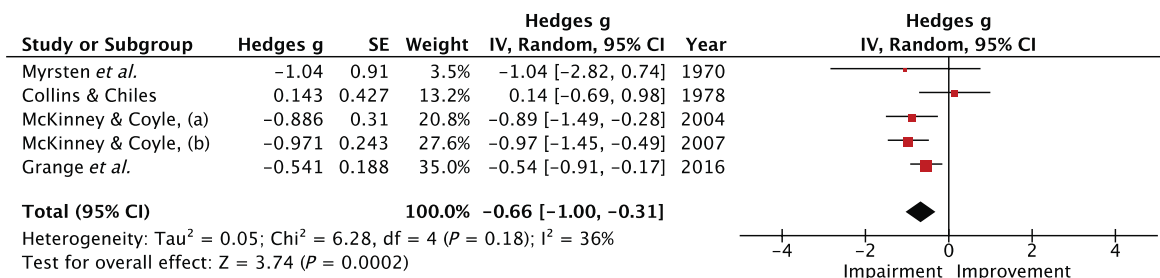 Hedges g Hedges g
Study or Subgroup Hedges g SE Weight IV, Random, 95% CI Year IV, Random, 95% CI
Myrsten et al. −1.04 0.91 3.5% −1.04 [−2.82, 0.74] 1970
Collins & Chiles 0.143 0.427 13.2% 0.14 [−0.69, 0.98] 1978
McKinney & Coyle, (a) −0.886 0.31 20.8% −0.89 [−1.49, −0.28] 2004
McKinney & Coyle, (b) −0.971 0.243 27.6% −0.97 [−1.45, −0.49] 2007
Grange et al. −0.541 0.188 35.0% −0.54 [−0.91, −0.17] 2016
Total (95% CI) 100.0% −0.66 [−1.00, −0.31]
Heterogeneity: Tau² = 0.05; Chi² = 6.28, df = 4 (P = 0.18); I² = 36%
Test for overall effect: Z = 3.74 (P = 0.0002)
−4 −2 0 2 4
Impairment Improvement